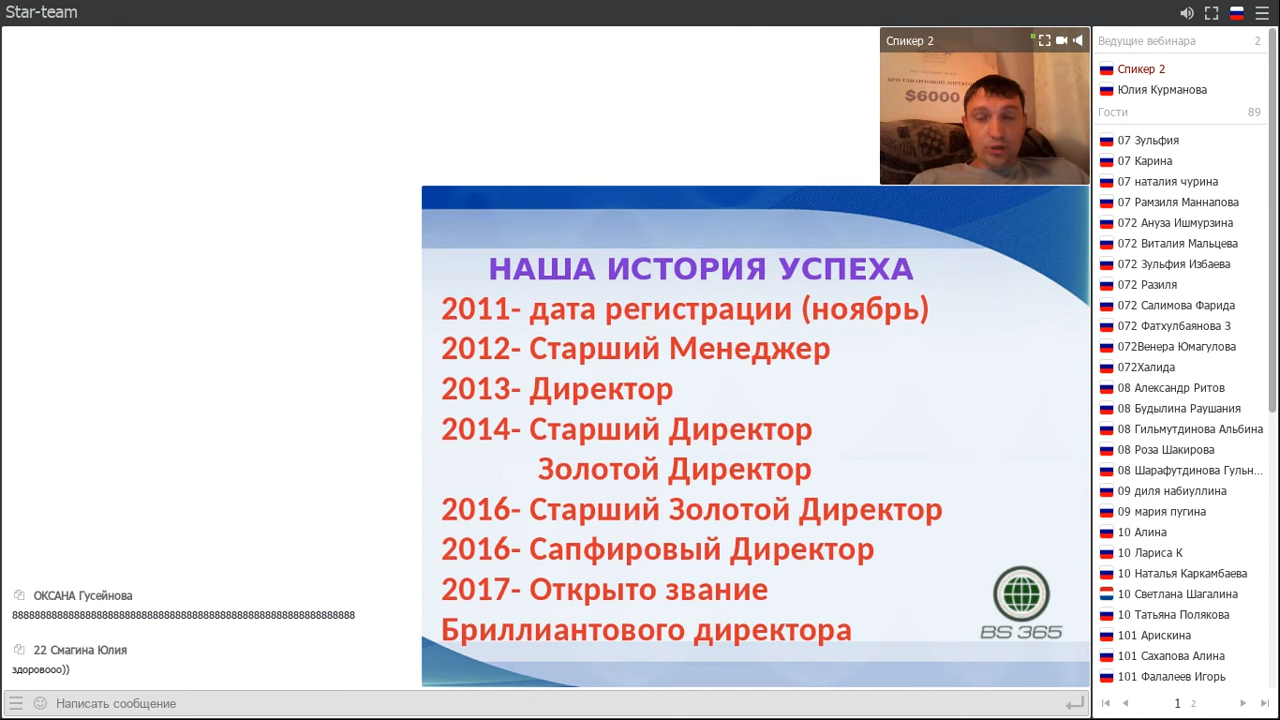 Star-team
Спикер 2
БРИЛЛИАНТОВЫЙ ДИРЕКТОР
$6000
НАША ИСТОРИЯ УСПЕХА
2011- дата регистрации (ноябрь)
2012- Старший Менеджер
2013- Директор
2014- Старший Директор
Золотой Директор
2016- Старший Золотой Директор
2016- Сапфировый Директор
2017- Открыто звание
Бриллиантового директора
BS 365
ОКСАНА Гусейнова
22 Смагина Юлия
здоровооо))
Написать сообщение
Ведущие вебинара 2
Спикер 2
Юлия Курманова
Гости 89
07 Зульфия
07 Карина
07 наталия чурина
07 Рамзиля Маннапова
072 Ануза Ишмурзина
072 Виталия Мальцева
072 Зульфия Избаева
072 Разиля
072 Салимова Фарида
072 Фатхулбаянова З
072Венера Юмагулова
072Халида
08 Александр Ритов
08 Будылина Раушания
08 Гильмутдинова Альбина
08 Роза Шакирова
08 Шарафутдинова Гульн...
09 диля набиуллина
09 мария пугина
10 Алина
10 Лариса К
10 Наталья Каркамбаева
10 Светлана Шагалина
10 Татьяна Полякова
101 Арискина
101 Сахапова Алина
101 Фалалеев Игорь
1 2